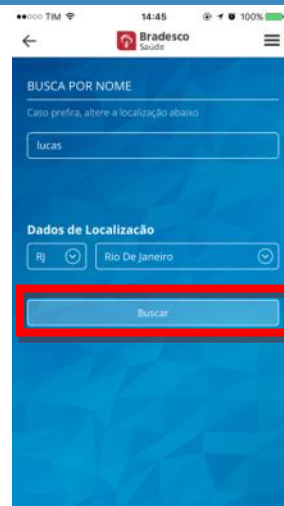 TIM 14:45 100%
Bradesco
Saúde
BUSCA POR NOME
Caso prefira, altere a localização abaixo
lucas
Dados de Localizacão
RJ Rio De Janeiro
Buscar